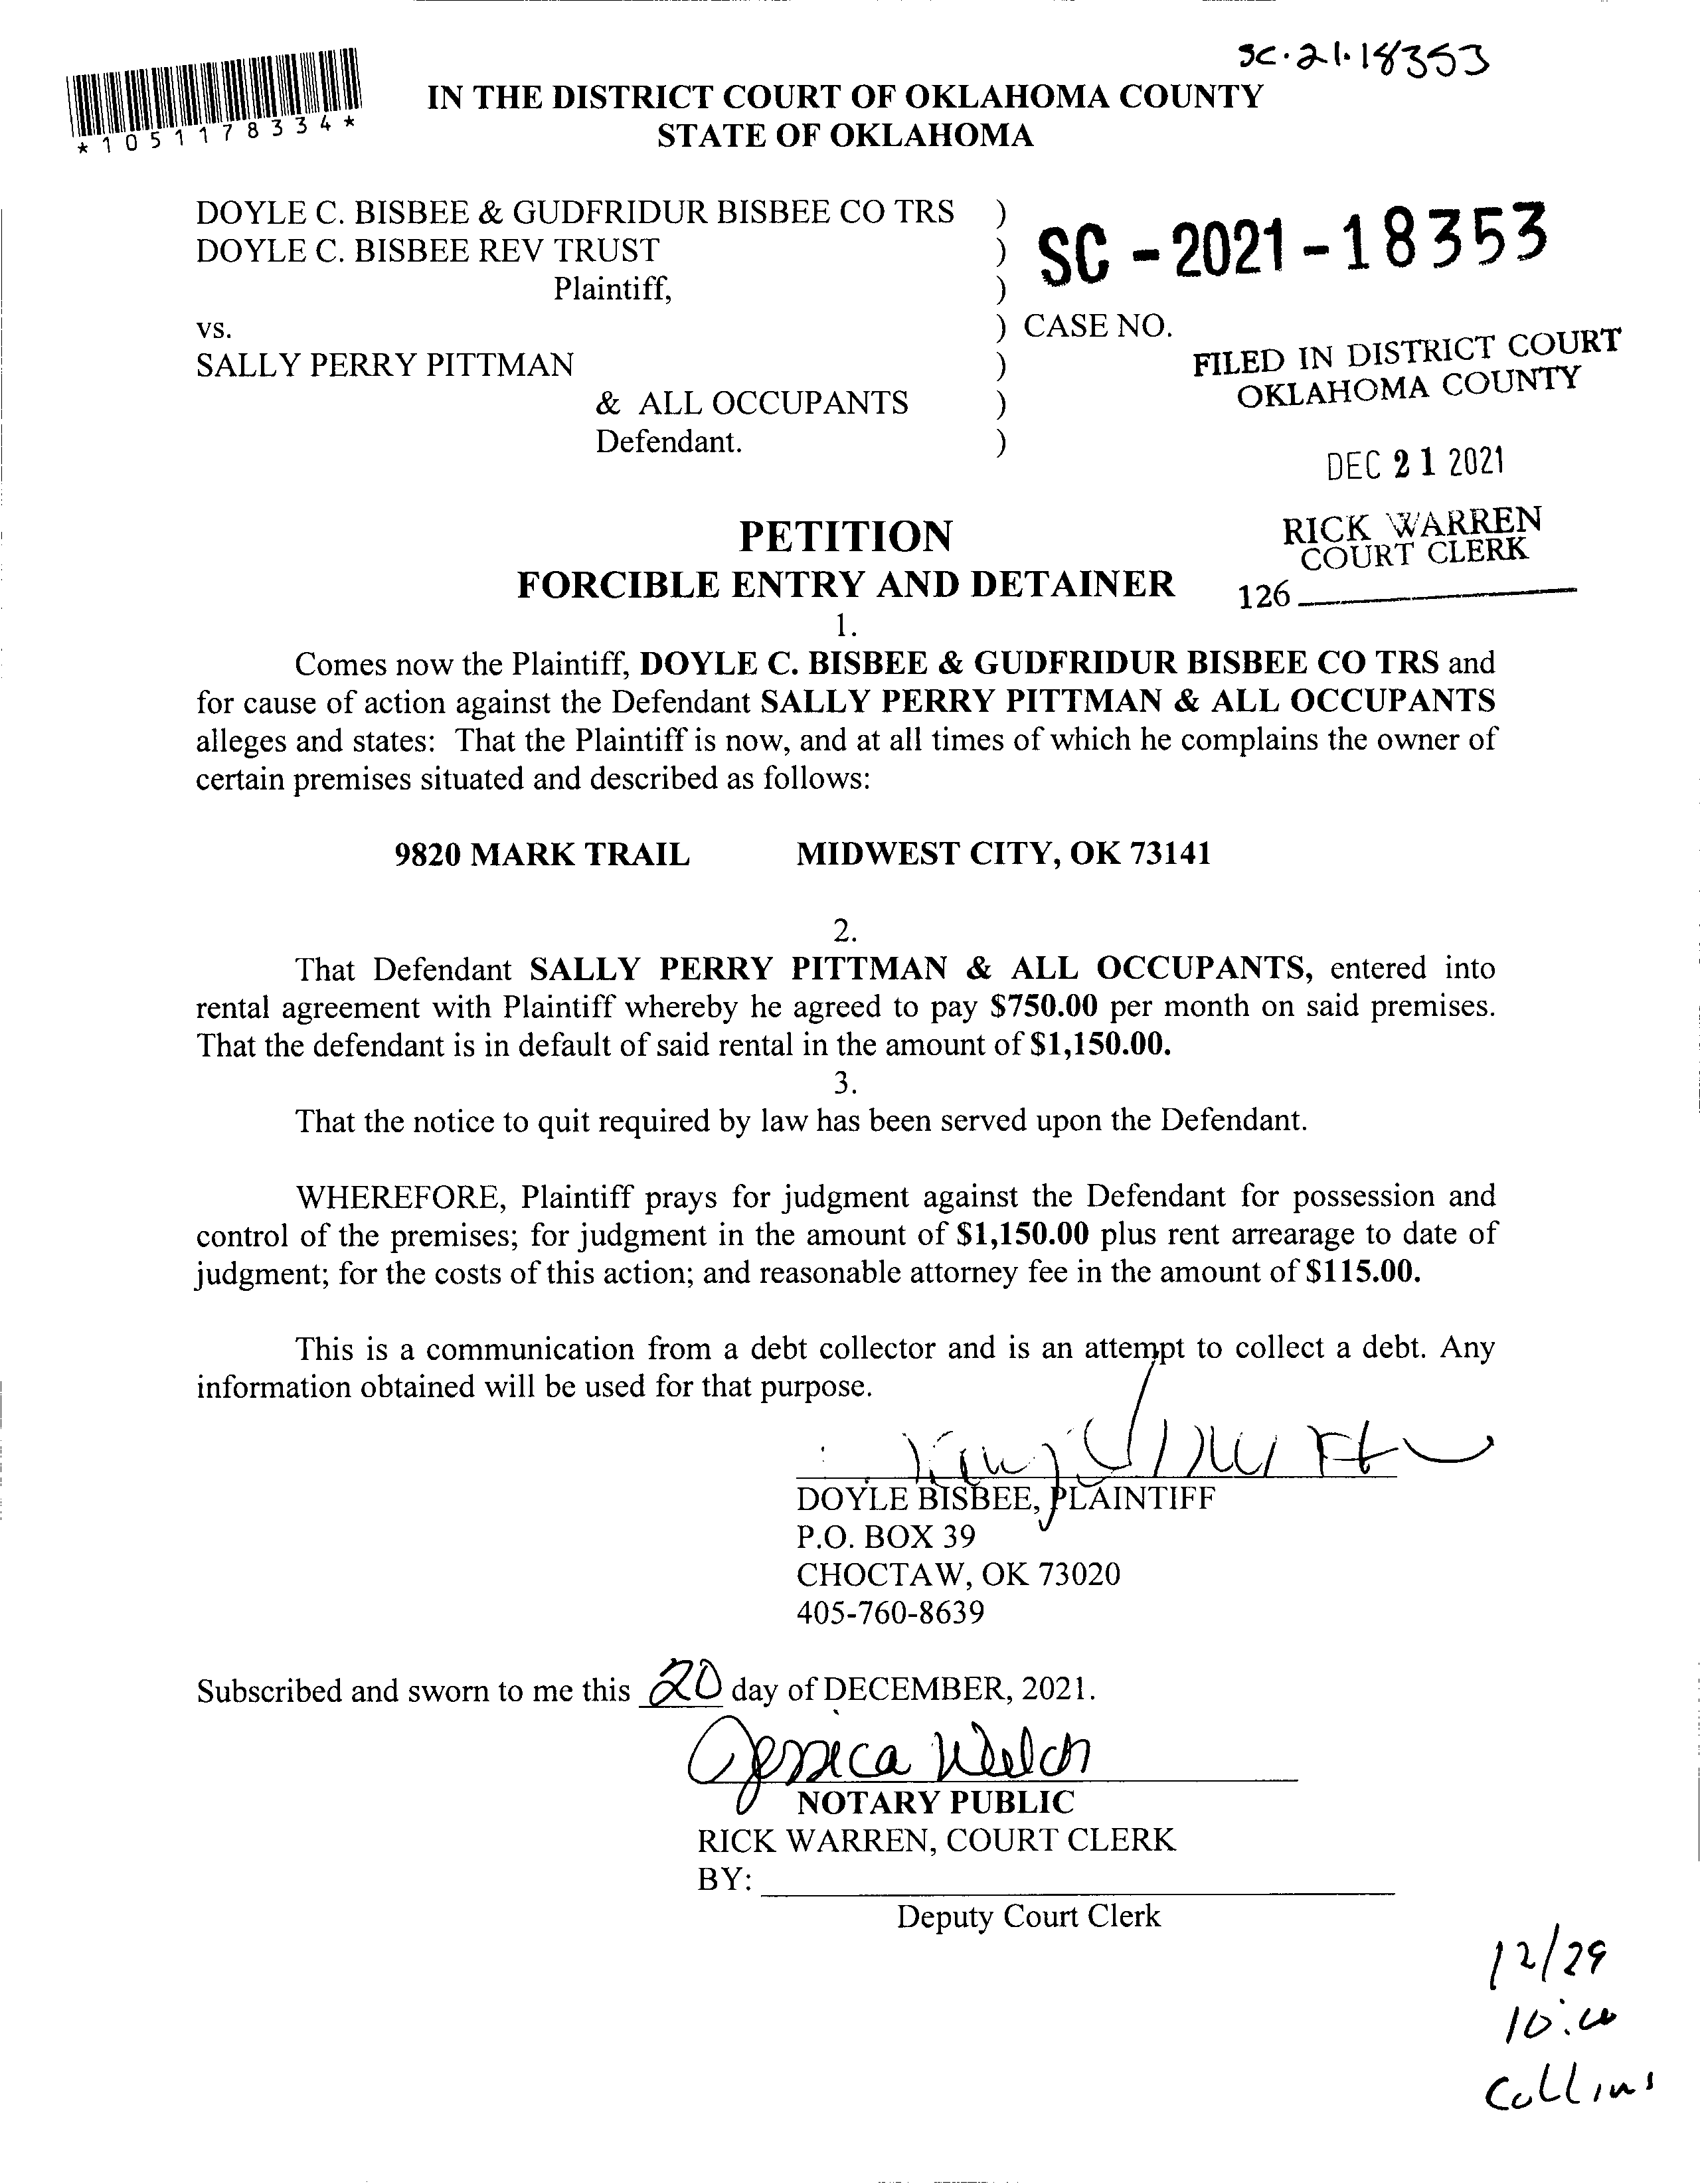 SC·21·18353
*1051178334*
IN THE DISTRICT COURT OF OKLAHOMA COUNTY
STATE OF OKLAHOMA
DOYLE C. BISBEE & GUDFRIDUR BISBEE CO TRS )
DOYLE C. BISBEE REV TRUST )
SC-2021-18353
Plaintiff, )
vs. ) CASE NO.
SALLY PERRY PITTMAN )
& ALL OCCUPANTS )
Defendant. )
FILED IN DISTRICT COURT
OKLAHOMA COUNTY
DEC 21 2021
RICK WARREN
COURT CLERK
126
PETITION
FORCIBLE ENTRY AND DETAINER
1.
Comes now the Plaintiff, DOYLE C. BISBEE & GUDFRIDUR BISBEE CO TRS and
for cause of action against the Defendant SALLY PERRY PITTMAN & ALL OCCUPANTS
alleges and states: That the Plaintiff is now, and at all times of which he complains the owner of
certain premises situated and described as follows:
9820 MARK TRAIL MIDWEST CITY, OK 73141
2.
That Defendant SALLY PERRY PITTMAN & ALL OCCUPANTS, entered into
rental agreement with Plaintiff whereby he agreed to pay $750.00 per month on said premises.
That the defendant is in default of said rental in the amount of $1,150.00.
3.
That the notice to quit required by law has been served upon the Defendant.
WHEREFORE, Plaintiff prays for judgment against the Defendant for possession and
control of the premises; for judgment in the amount of $1,150.00 plus rent arrearage to date of
judgment; for the costs of this action; and reasonable attorney fee in the amount of $115.00.
This is a communication from a debt collector and is an attempt to collect a debt. Any
information obtained will be used for that purpose.
DOYLE BISBEE, PLAINTIFF
P.O. BOX 39
CHOCTAW, OK 73020
405-760-8639
Subscribed and sworn to me this 20 day of DECEMBER, 2021.
Jessica Welch
NOTARY PUBLIC
RICK WARREN, COURT CLERK
BY:
Deputy Court Clerk
12/29
Collins